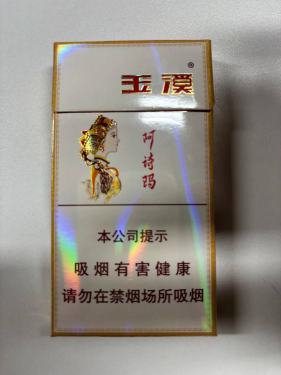 玉溪®
阿诗玛
本公司提示
吸烟有害健康
请勿在禁烟场所吸烟